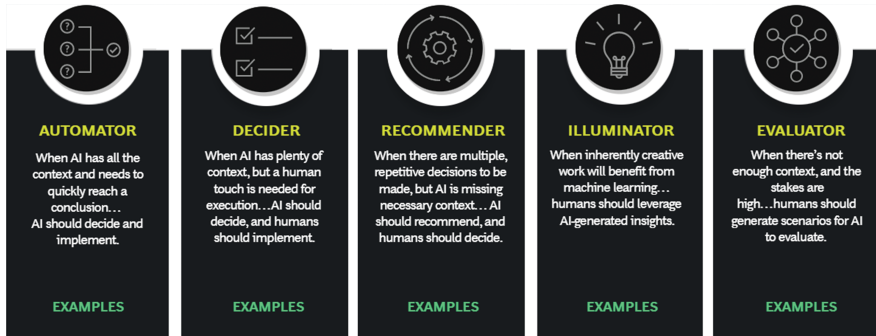 AUTOMATOR
When AI has all the
context and needs to
quickly reach a
conclusion…
AI should decide and
implement.
EXAMPLES
DECIDER
When AI has plenty of
context, but a human
touch is needed for
execution…AI should
decide, and humans
should implement.
EXAMPLES
RECOMMENDER
When there are multiple,
repetitive decisions to be
made, but AI is missing
necessary context… AI
should recommend, and
humans should decide.
EXAMPLES
ILLUMINATOR
When inherently creative
work will benefit from
machine learning…
humans should leverage
AI-generated insights.
EXAMPLES
EVALUATOR
When there’s not
enough context, and the
stakes are
high…humans should
generate scenarios for AI
to evaluate.
EXAMPLES